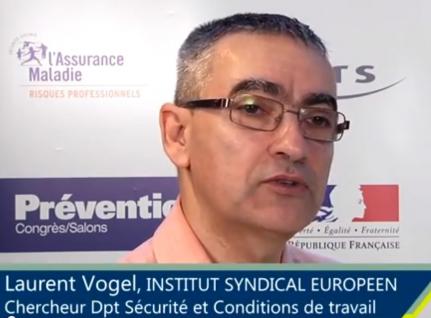 l'Assurance
Maladie
RISQUES PROFESSIONNELS
TS
Préventi
Congrès/Salons
Égalité • Fraternité
RÉPUBLIQUE FRANÇAISE
Laurent Vogel, INSTITUT SYNDICAL EUROPEEN
Chercheur Dpt Sécurité et Conditions de travail